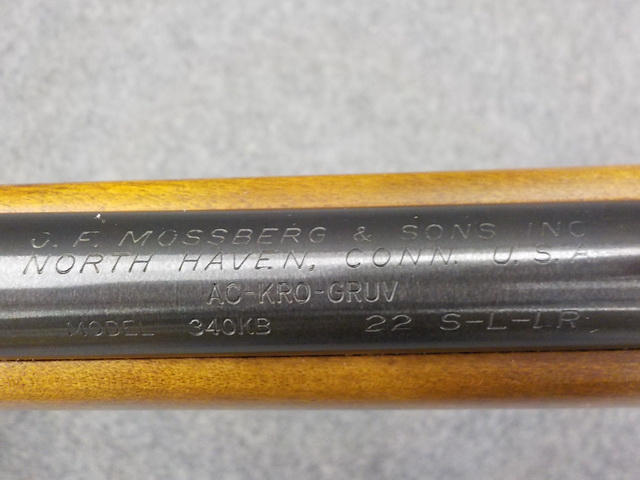 O. F. MOSSBERG & SONS INC
NORTH HAVEN, CONN. U.S.A
AC-KRO-GRUV
MODEL 340KB 22 S-L-LR